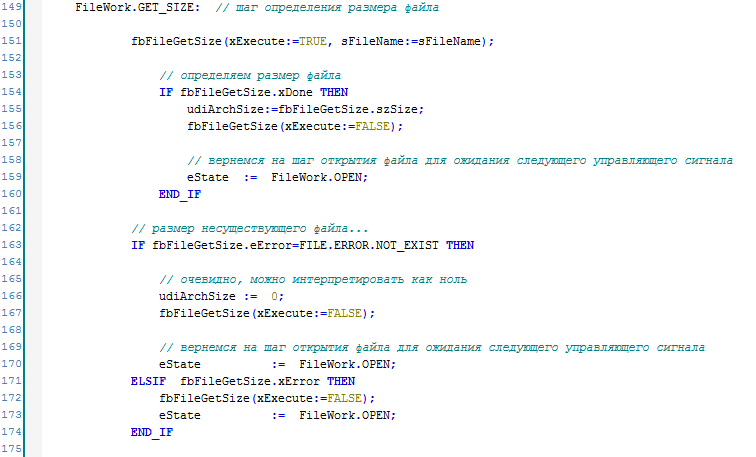 149 FileWork.GET_SIZE: // шаг определения размера файла
150
151 fbFileGetSize(xExecute:=TRUE, sFileName:=sFileName);
152
153 // определяем размер файла
154 IF fbFileGetSize.xDone THEN
155 udiArchSize:=fbFileGetSize.szSize;
156 fbFileGetSize(xExecute:=FALSE);
157
158 // вернемся на шаг открытия файла для ожидания следующего управляющего сигнала
159 eState := FileWork.OPEN;
160 END_IF
161
162 // размер несуществующего файла...
163 IF fbFileGetSize.eError=FILE.ERROR.NOT_EXIST THEN
164
165 // очевидно, можно интерпретировать как ноль
166 udiArchSize := 0;
167 fbFileGetSize(xExecute:=FALSE);
168
169 // вернемся на шаг открытия файла для ожидания следующего управляющего сигнала
170 eState := FileWork.OPEN;
171 ELSIF fbFileGetSize.xError THEN
172 fbFileGetSize(xExecute:=FALSE);
173 eState := FileWork.OPEN;
174 END_IF
175